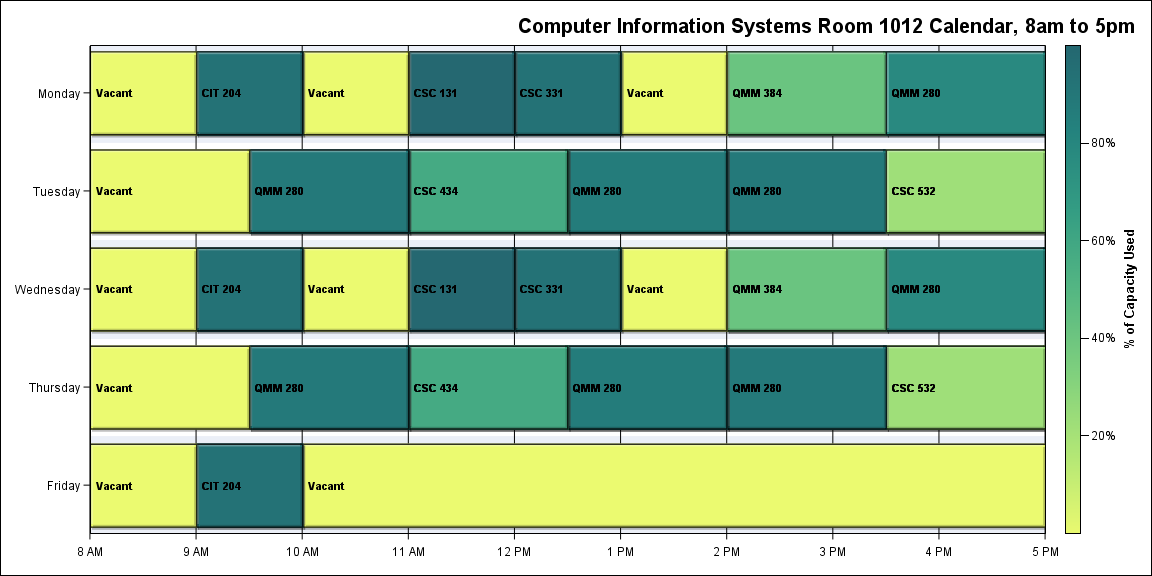 Computer Information Systems Room 1012 Calendar, 8am to 5pm
Monday
Vacant
CIT 204
Vacant
CSC 131
CSC 331
Vacant
QMM 384
QMM 280
Tuesday
Vacant
QMM 280
CSC 434
QMM 280
QMM 280
CSC 532
Wednesday
Vacant
CIT 204
Vacant
CSC 131
CSC 331
Vacant
QMM 384
QMM 280
Thursday
Vacant
QMM 280
CSC 434
QMM 280
QMM 280
CSC 532
Friday
Vacant
CIT 204
Vacant
8 AM
9 AM
10 AM
11 AM
12 PM
1 PM
2 PM
3 PM
4 PM
5 PM
80%
60%
40%
20%
% of Capacity Used